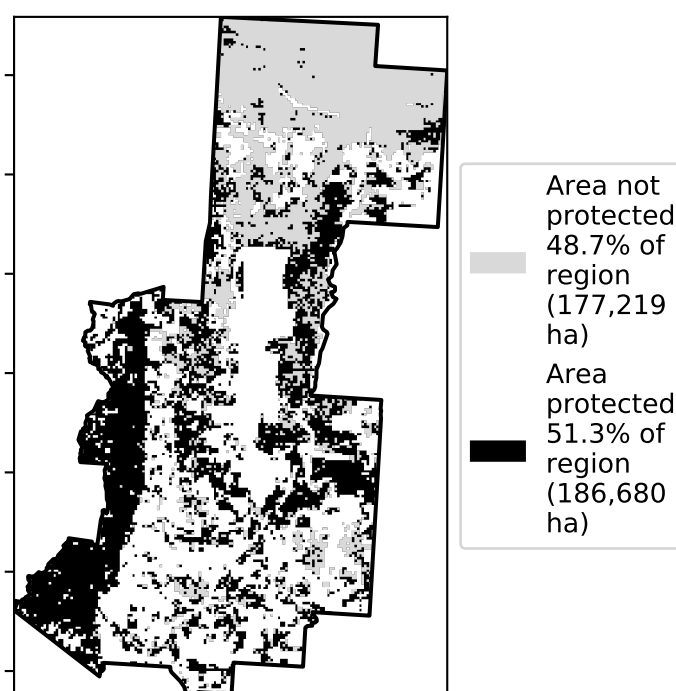 Area not
protected
48.7% of
region
(177,219
ha)
Area
protected
51.3% of
region
(186,680
ha)